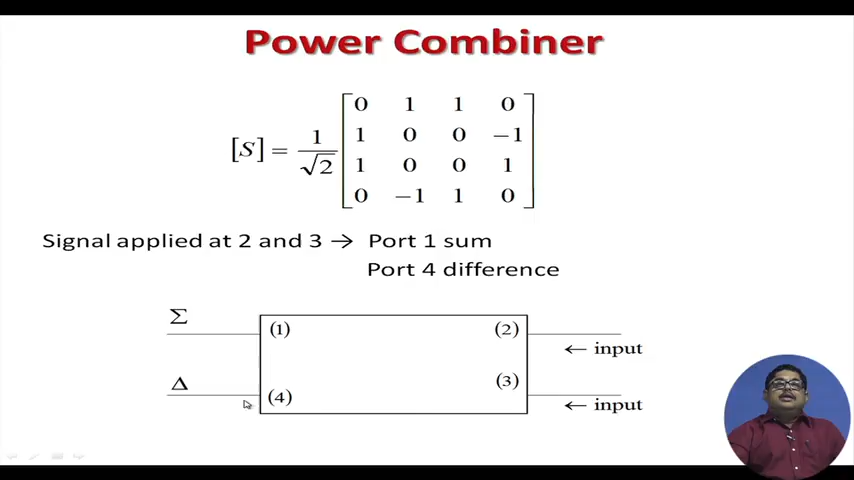 Power Combiner
[S] = 1/√2 [0 1 1 0
1 0 0 −1
1 0 0 1
0 −1 1 0]
Signal applied at 2 and 3 → Port 1 sum
Port 4 difference
Σ (1) (2)
← input
Δ (4) (3)
← input